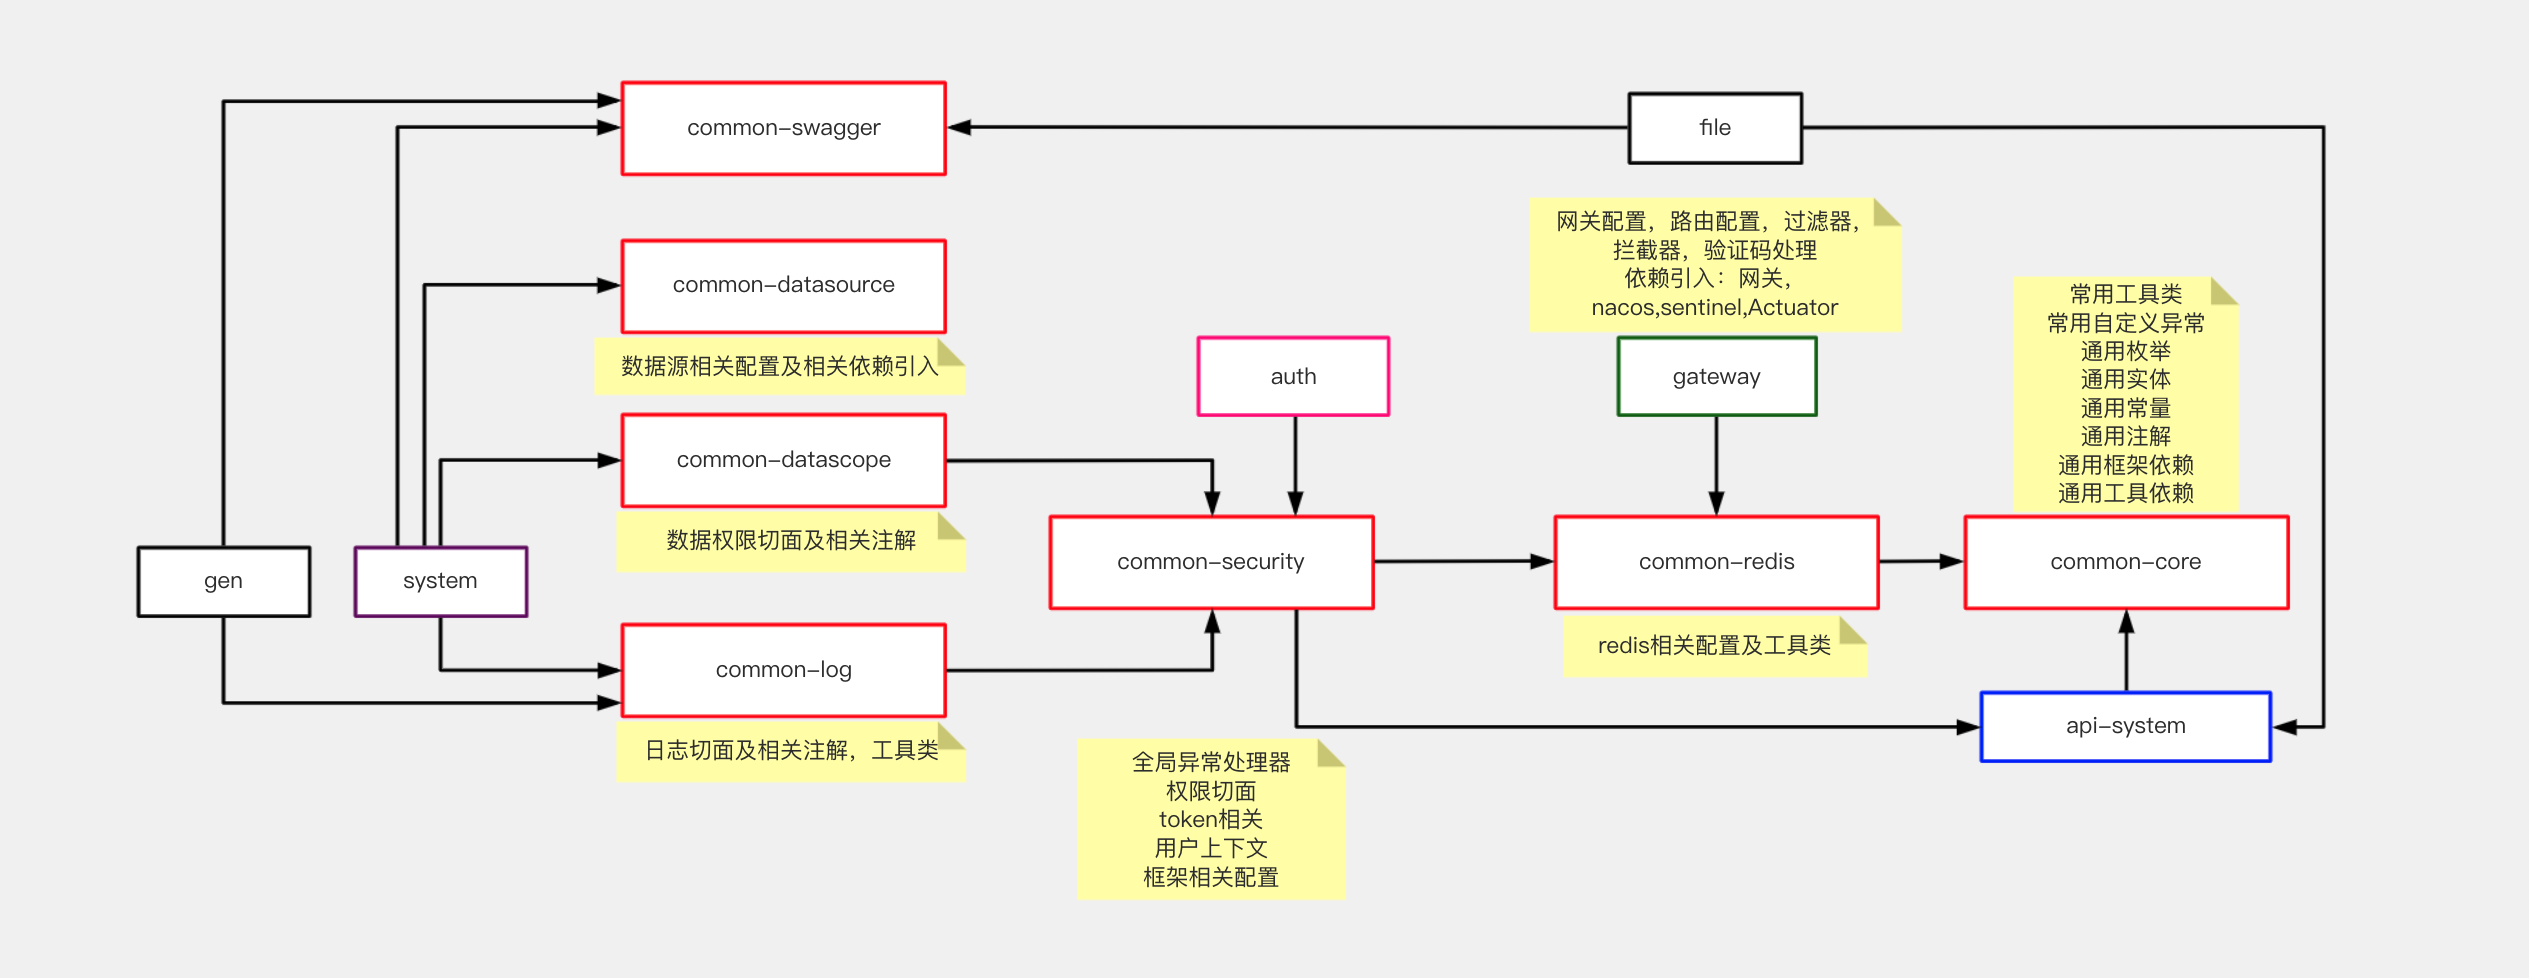 common-swagger
file
网关配置，路由配置，过滤器，
拦截器，验证码处理
依赖引入：网关，
nacos,sentinel,Actuator
common-datasource
常用工具类
常用自定义异常
通用枚举
通用实体
通用常量
通用注解
通用框架依赖
通用工具依赖
数据源相关配置及相关依赖引入
auth
gateway
common-datascope
数据权限切面及相关注解
common-security
common-redis
common-core
gen
system
redis相关配置及工具类
common-log
api-system
日志切面及相关注解，工具类
全局异常处理器
权限切面
token相关
用户上下文
框架相关配置